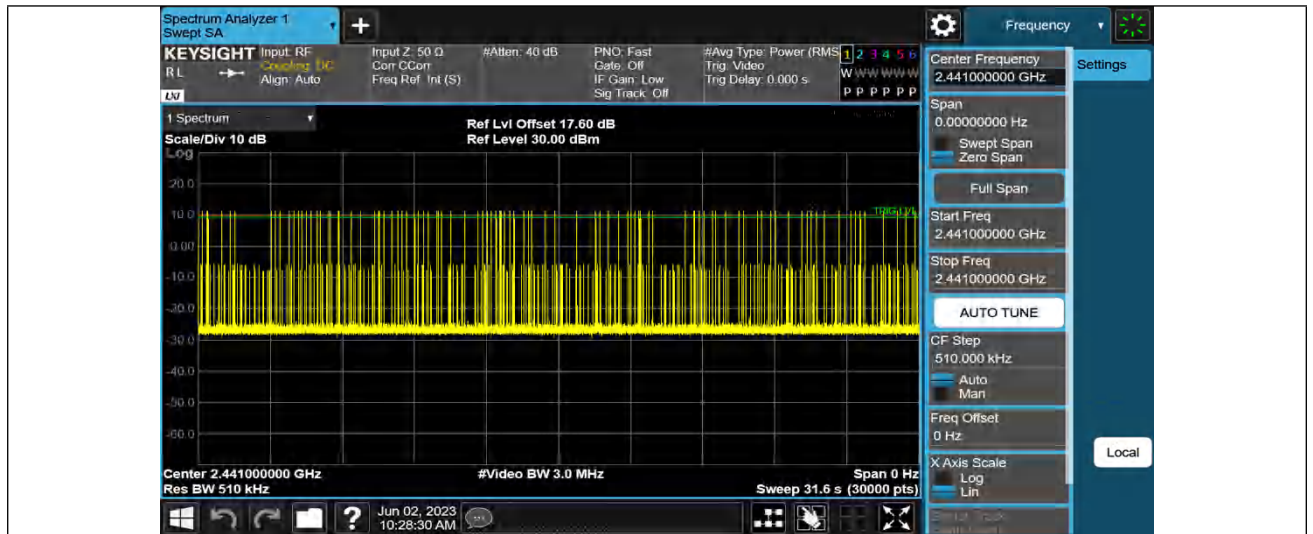 Spectrum Analyzer 1
Swept SA
Frequency
KEYSIGHT
RL
LXI
Input: RF
Coupling: DC
Align: Auto
Input Z: 50 Ω
Corr CCorr
Freq Ref: Int (S)
#Atten: 40 dB
PNO: Fast
Gate: Off
IF Gain: Low
Sig Track: Off
#Avg Type: Power (RMS
Trig: Video
Trig Delay: 0.000 s
1 2 3 4 5 6
W W W W W W
P P P P P P
1 Spectrum
Scale/Div 10 dB
Log
Ref Lvl Offset 17.60 dB
Ref Level 30.00 dBm
20.0
10.0
0.00
-10.0
-20.0
-30.0
-40.0
-50.0
-60.0
Center 2.441000000 GHz
Res BW 510 kHz
#Video BW 3.0 MHz
Span 0 Hz
Sweep 31.6 s (30000 pts)
Center Frequency
2.441000000 GHz
Settings
Span
0.00000000 Hz
Swept Span
Zero Span
Full Span
Start Freq
2.441000000 GHz
Stop Freq
2.441000000 GHz
AUTO TUNE
CF Step
510.000 kHz
Auto
Man
Freq Offset
0 Hz
X Axis Scale
Log
Lin
Local
?
Jun 02, 2023
10:28:30 AM